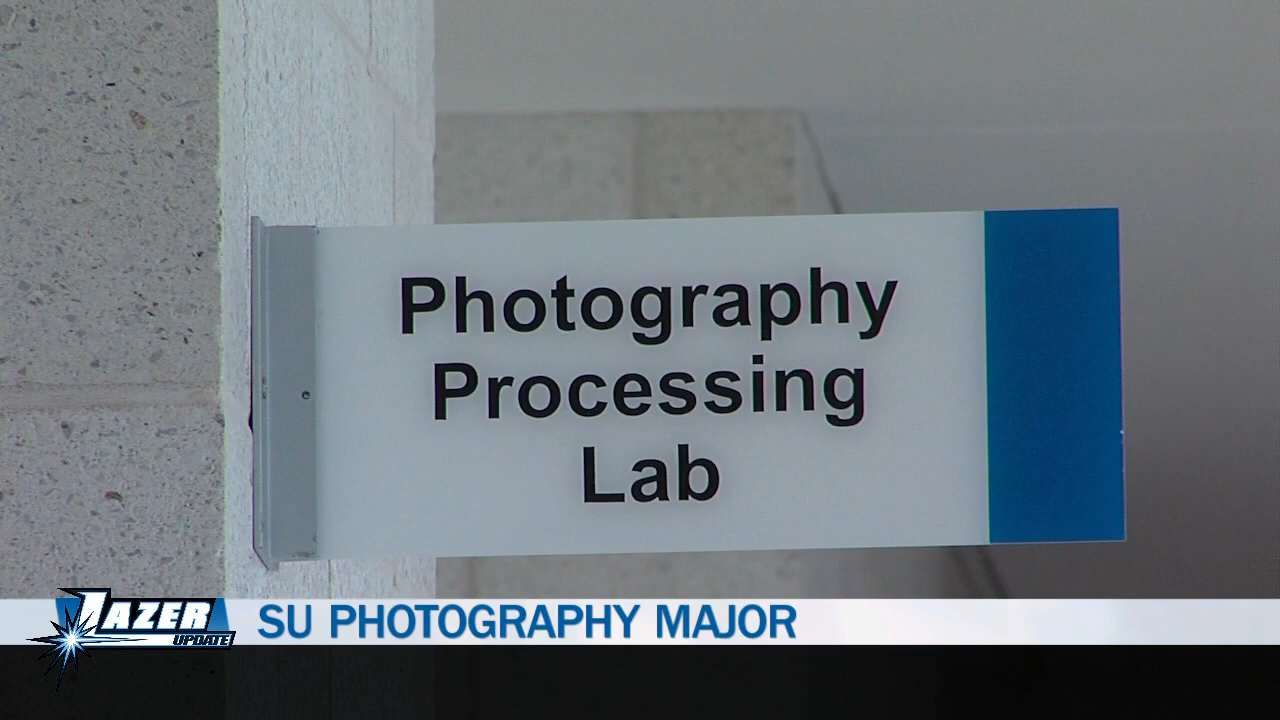 Photography
Processing
Lab
LAZER
UPDATE
SU PHOTOGRAPHY MAJOR